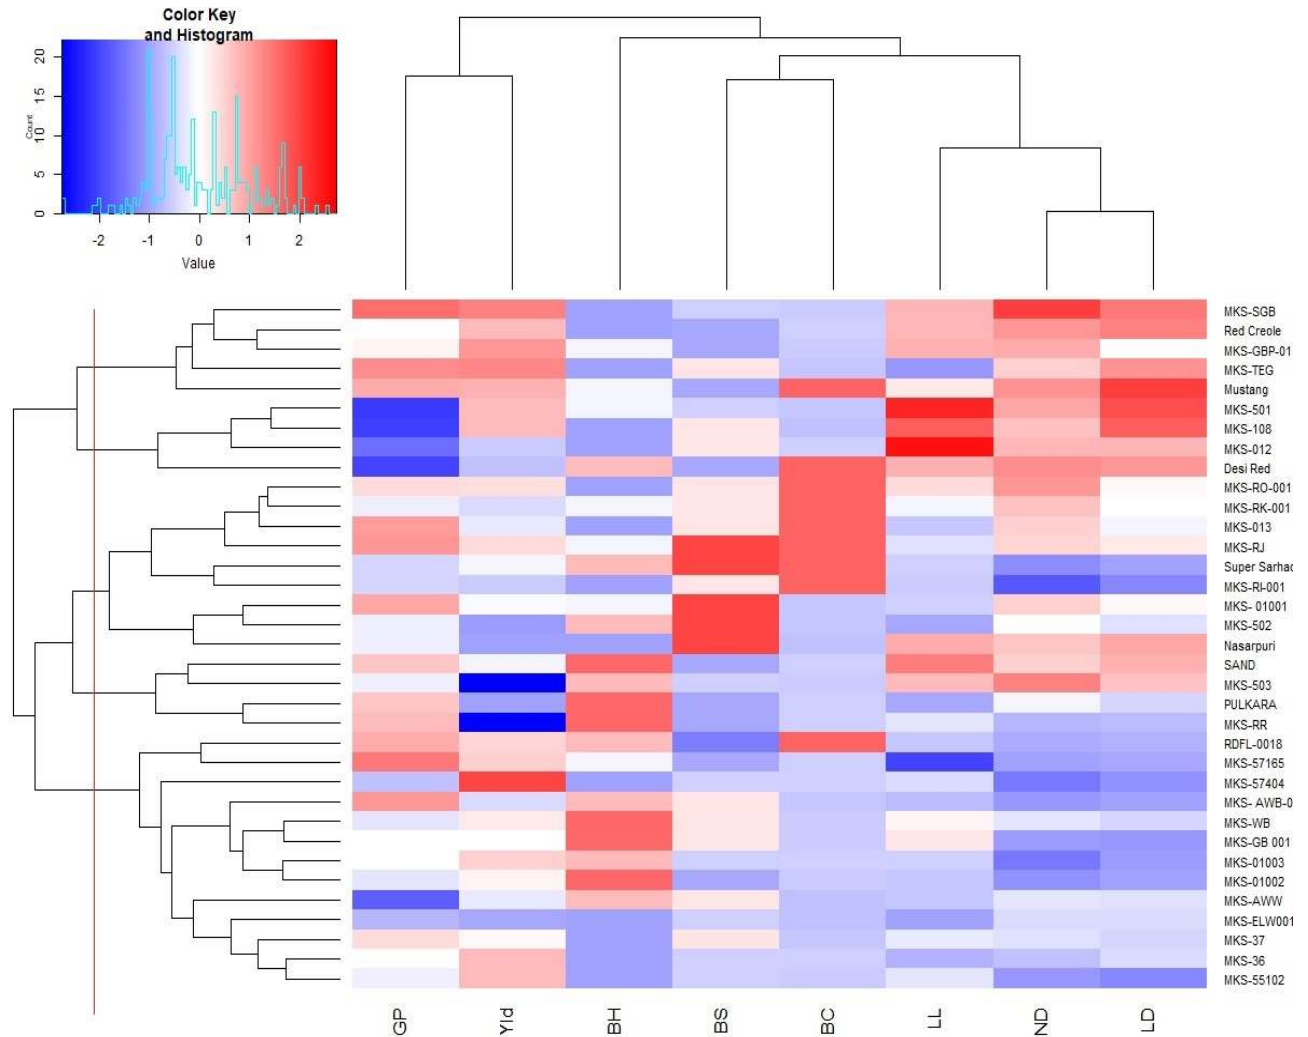 Color Key
and Histogram
Count
0 5 10 15 20
-2 -1 0 1 2
Value
MKS-SGB
Red Creole
MKS-GBP-01
MKS-TEG
Mustang
MKS-501
MKS-108
MKS-012
Desi Red
MKS-RO-001
MKS-RK-001
MKS-013
MKS-RJ
Super Sarhad
MKS-RI-001
MKS- 01001
MKS-502
Nasarpuri
SAND
MKS-503
PULKARA
MKS-RR
RDFL-0018
MKS-57165
MKS-57404
MKS- AWB-0
MKS-WB
MKS-GB 001
MKS-01003
MKS-01002
MKS-AWW
MKS-ELW001
MKS-37
MKS-36
MKS-55102
GP Yld BH BS BC LL ND LD